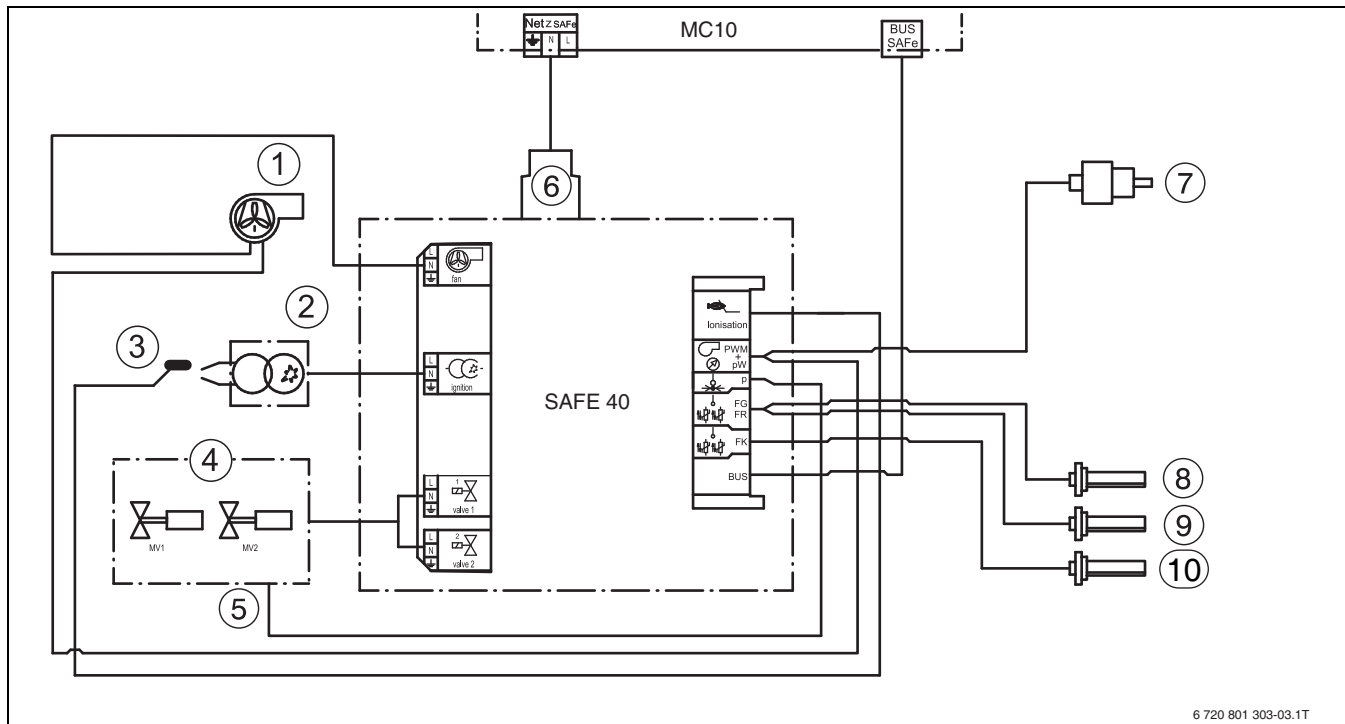 Net Z SAFe
N L
MC10
BUS
SAFe
1
6
7
L
N
fan
2
Ionisation
3
PWM
+
pW
L
N
ignition
P
SAFE 40
FG
FR
FK
4
BUS
8
L
N
1
valve 1
9
MV1
MV2
L
N
2
valve 2
10
5
6 720 801 303-03.1T